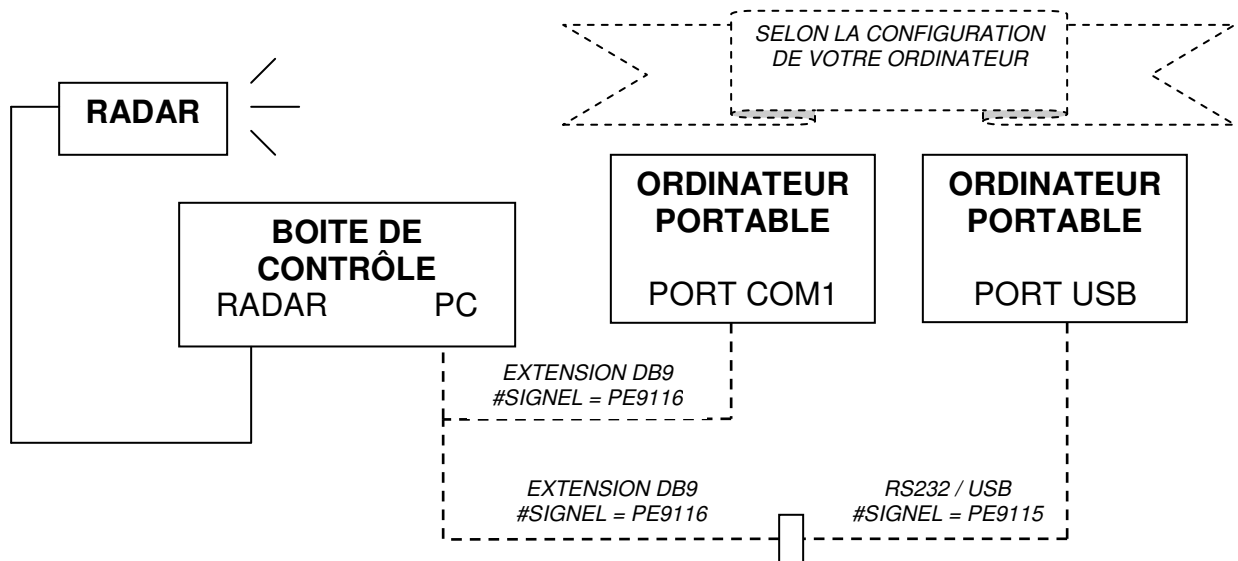 SELON LA CONFIGURATION
DE VOTRE ORDINATEUR
RADAR
ORDINATEUR
PORTABLE
PORT COM1
ORDINATEUR
PORTABLE
PORT USB
BOITE DE
CONTRÔLE
RADAR PC
EXTENSION DB9
#SIGNEL = PE9116
EXTENSION DB9
#SIGNEL = PE9116
RS232 / USB
#SIGNEL = PE9115